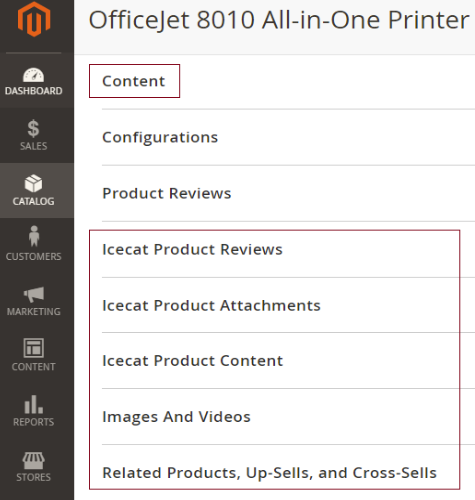 OfficeJet 8010 All-in-One Printer
DASHBOARD
SALES
CATALOG
CUSTOMERS
MARKETING
CONTENT
REPORTS
STORES
Content
Configurations
Product Reviews
Icecat Product Reviews
Icecat Product Attachments
Icecat Product Content
Images And Videos
Related Products, Up-Sells, and Cross-Sells